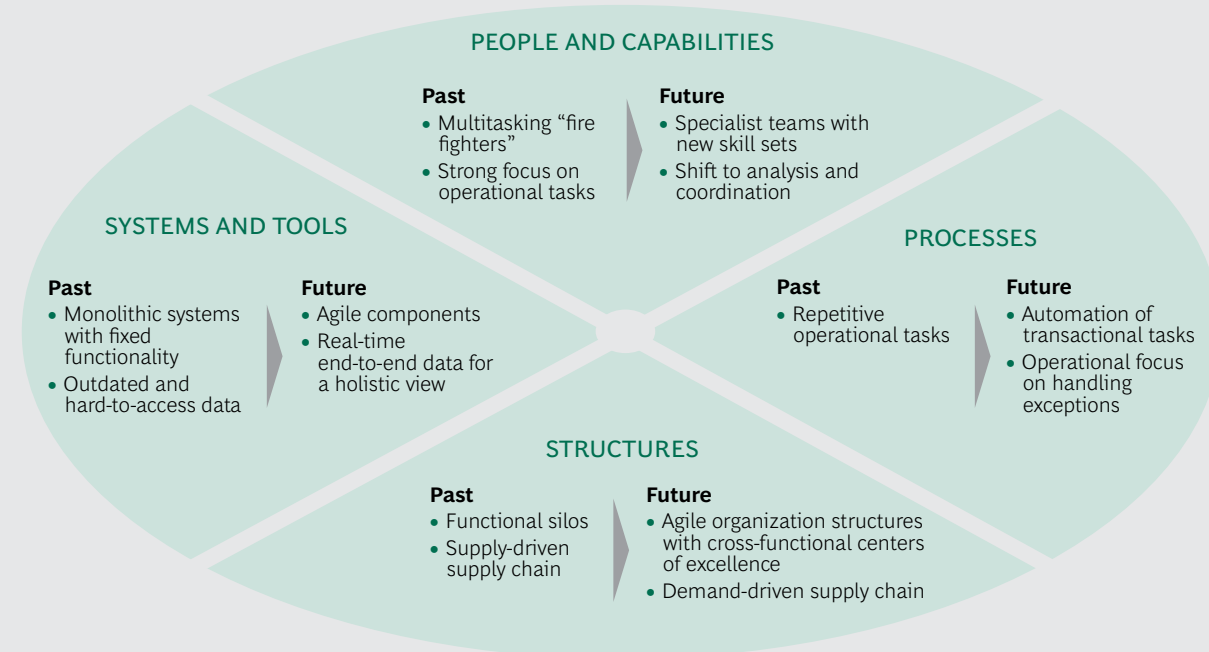 PEOPLE AND CAPABILITIES
Past
• Multitasking “fire
fighters”
• Strong focus on
operational tasks
Future
• Specialist teams with
new skill sets
• Shift to analysis and
coordination
SYSTEMS AND TOOLS
Past
• Monolithic systems
with fixed
functionality
• Outdated and
hard-to-access data
Future
• Agile components
• Real-time
end-to-end data for
a holistic view
PROCESSES
Past
• Repetitive
operational tasks
Future
• Automation of
transactional tasks
• Operational focus
on handling
exceptions
STRUCTURES
Past
• Functional silos
• Supply-driven
supply chain
Future
• Agile organization structures
with cross-functional centers
of excellence
• Demand-driven supply chain